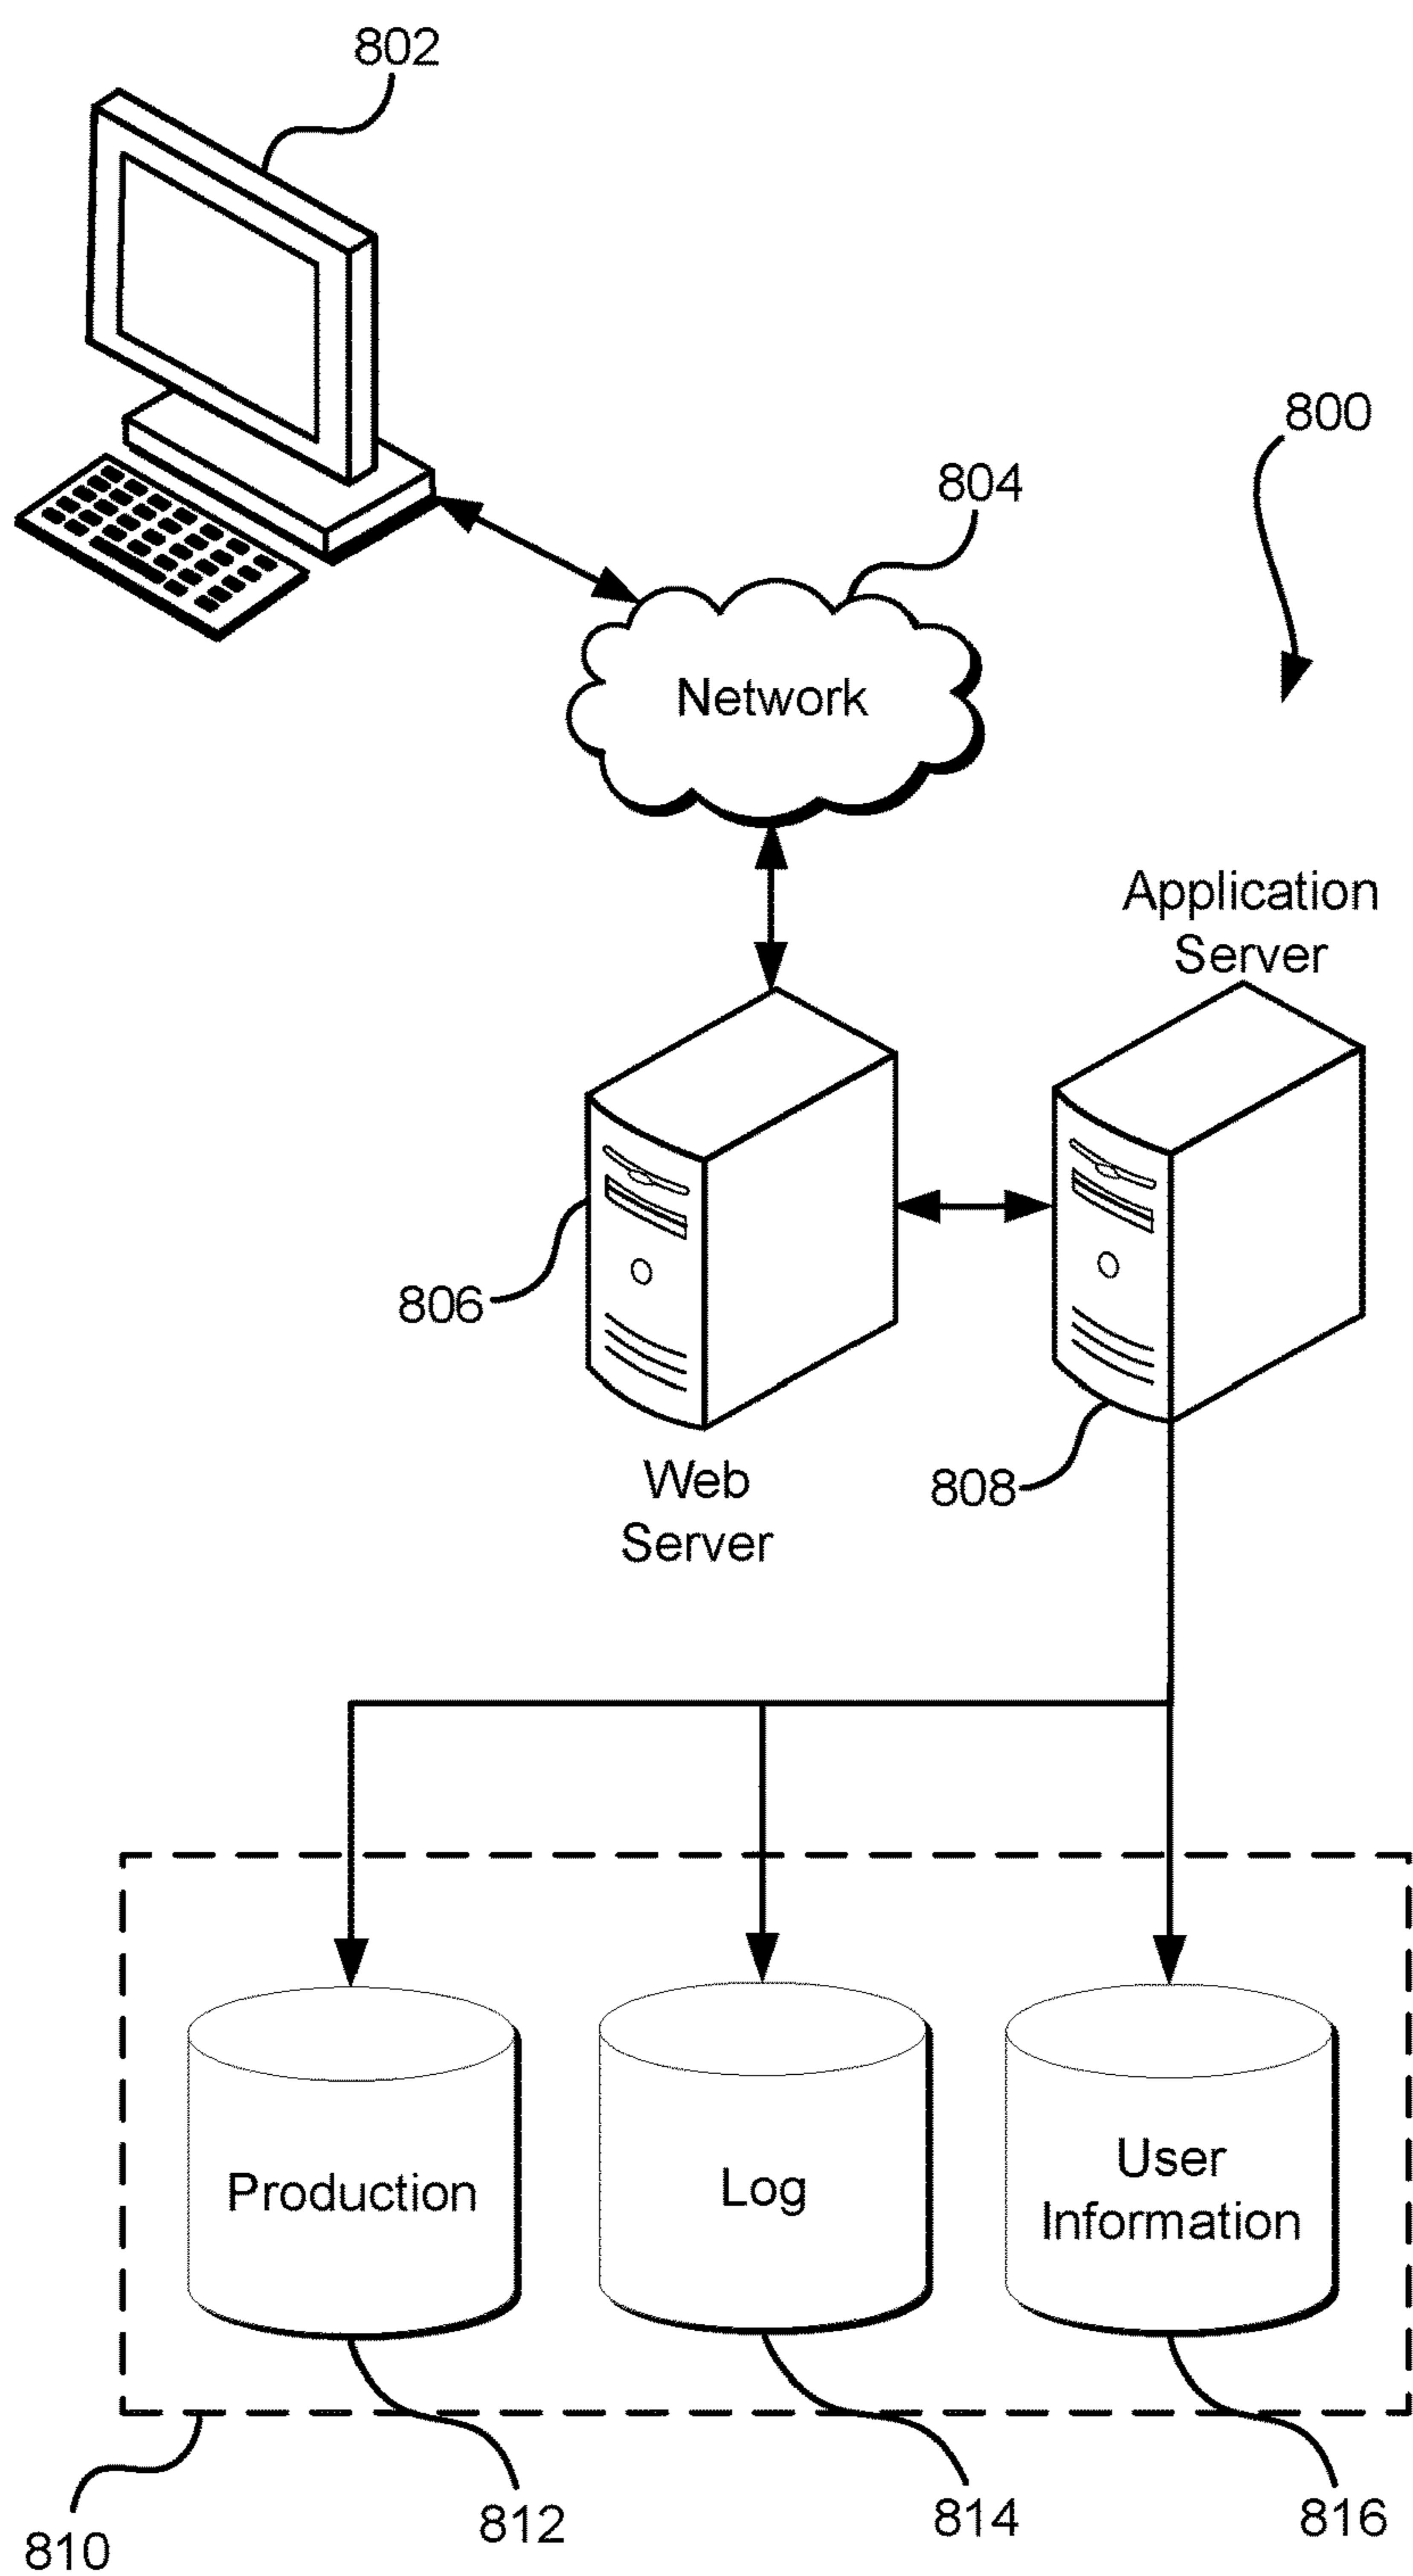 802
800
804
Network
Application
Server
806
808
Web
Server
Production
Log
User
Information
810
812
814
816